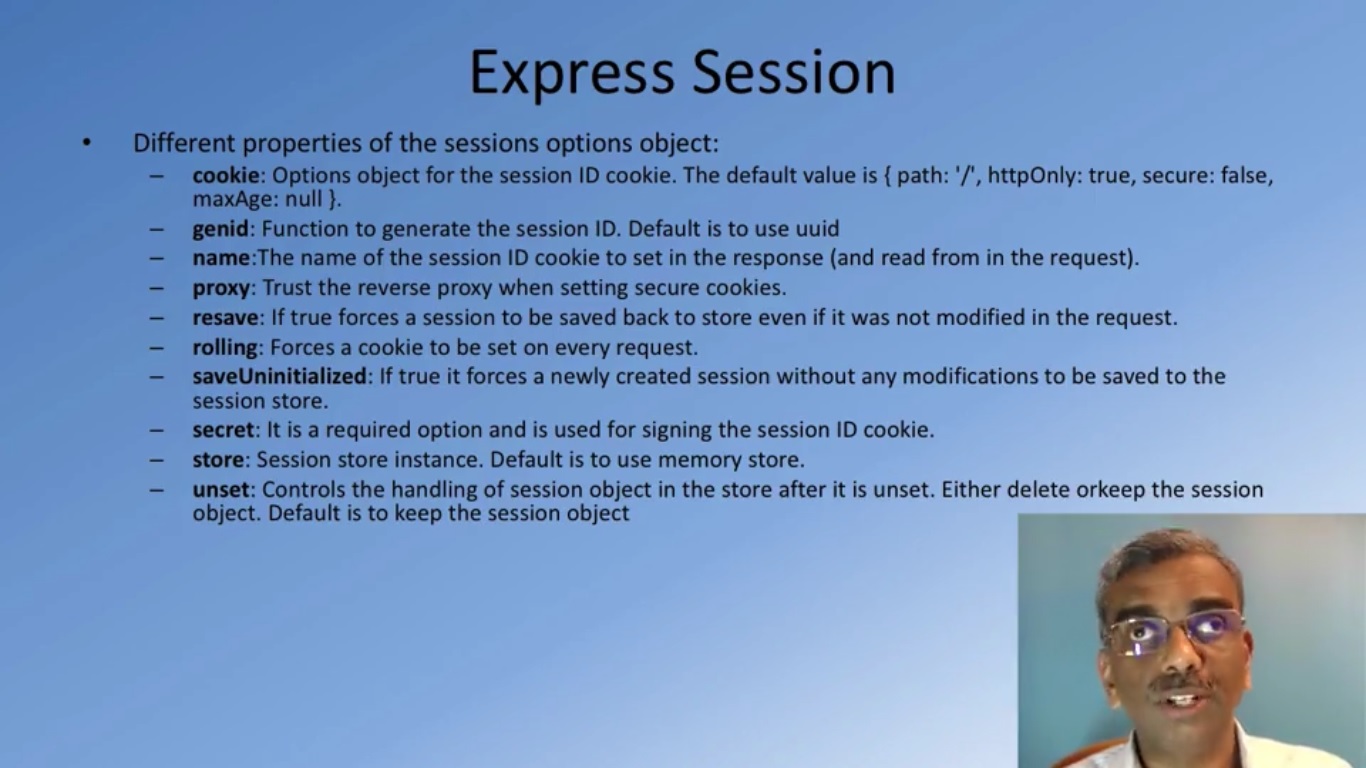 Express Session
• Different properties of the sessions options object:
– cookie: Options object for the session ID cookie. The default value is { path: '/', httpOnly: true, secure: false,
maxAge: null }.
– genid: Function to generate the session ID. Default is to use uuid
– name:The name of the session ID cookie to set in the response (and read from in the request).
– proxy: Trust the reverse proxy when setting secure cookies.
– resave: If true forces a session to be saved back to store even if it was not modified in the request.
– rolling: Forces a cookie to be set on every request.
– saveUninitialized: If true it forces a newly created session without any modifications to be saved to the
session store.
– secret: It is a required option and is used for signing the session ID cookie.
– store: Session store instance. Default is to use memory store.
– unset: Controls the handling of session object in the store after it is unset. Either delete orkeep the session
object. Default is to keep the session object